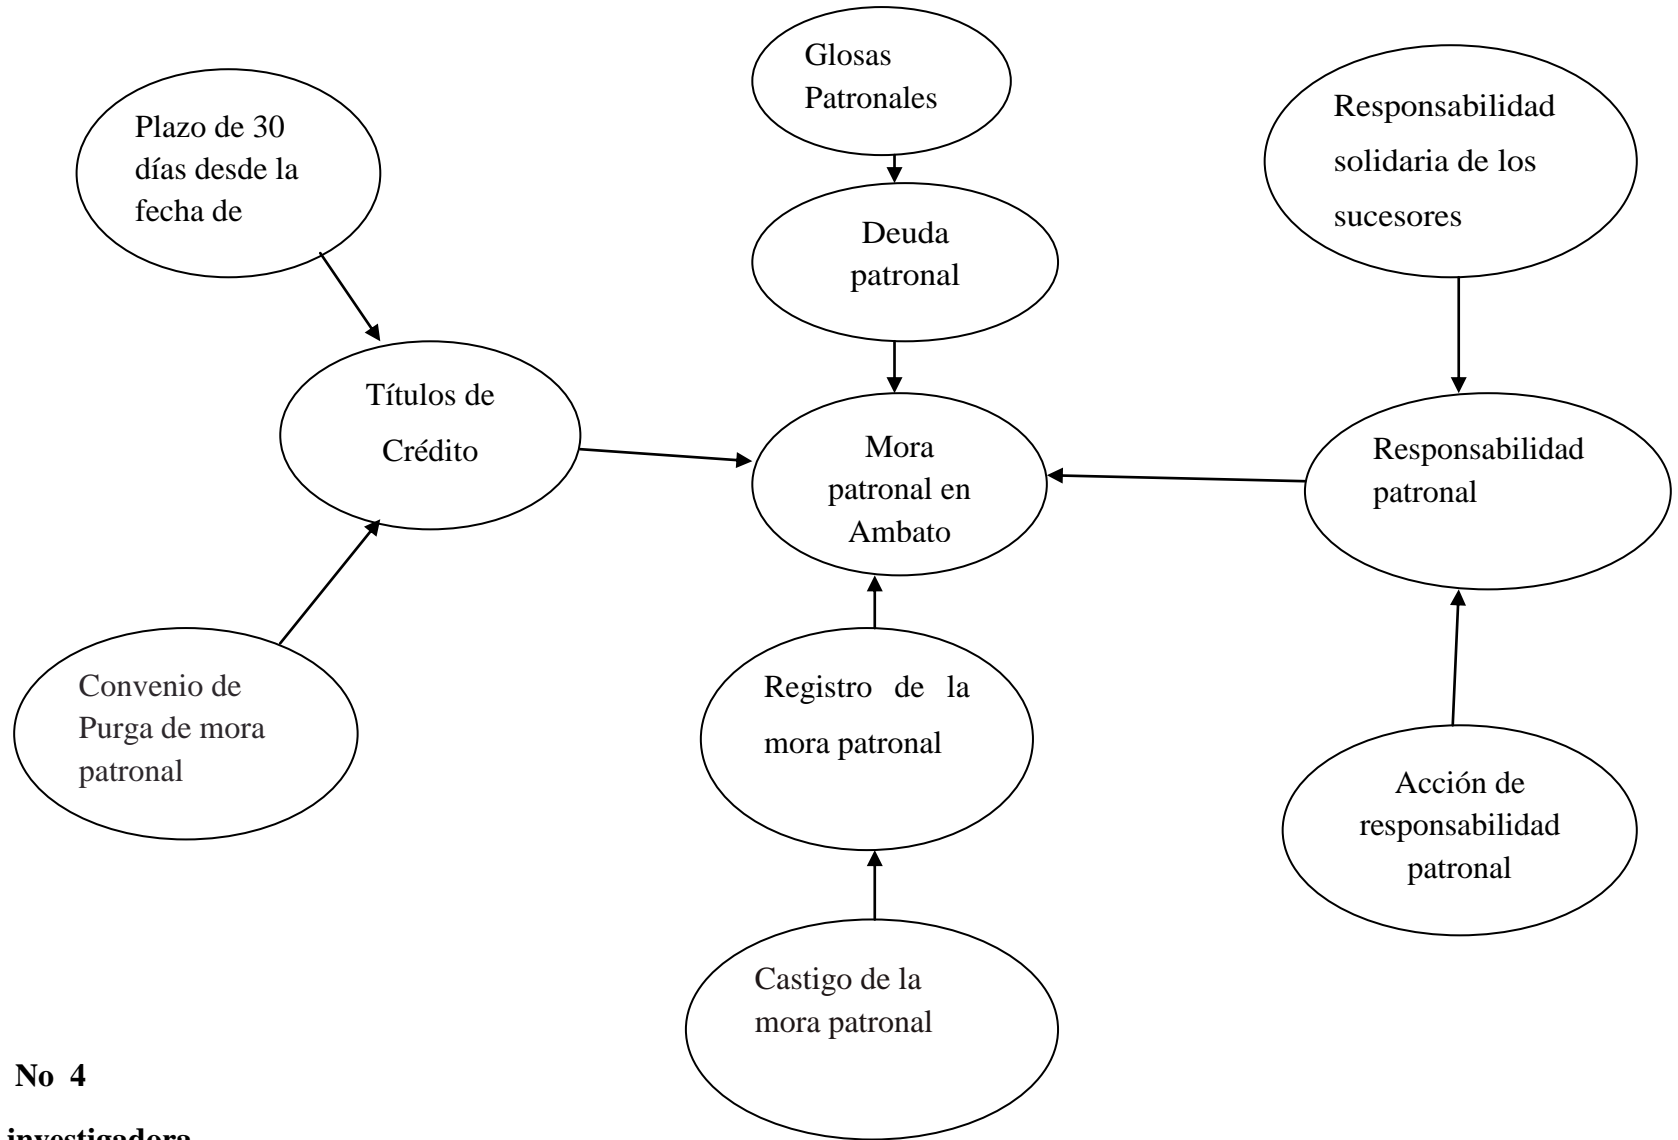 Glosas
Patronales
Plazo de 30
días desde la
fecha de
Responsabilidad
solidaria de los
sucesores
Deuda
patronal
Títulos de
Crédito
Mora
patronal en
Ambato
Responsabilidad
patronal
Convenio de
Purga de mora
patronal
Registro de la
mora patronal
Acción de
responsabilidad
patronal
Castigo de la
mora patronal
No 4
investigadora